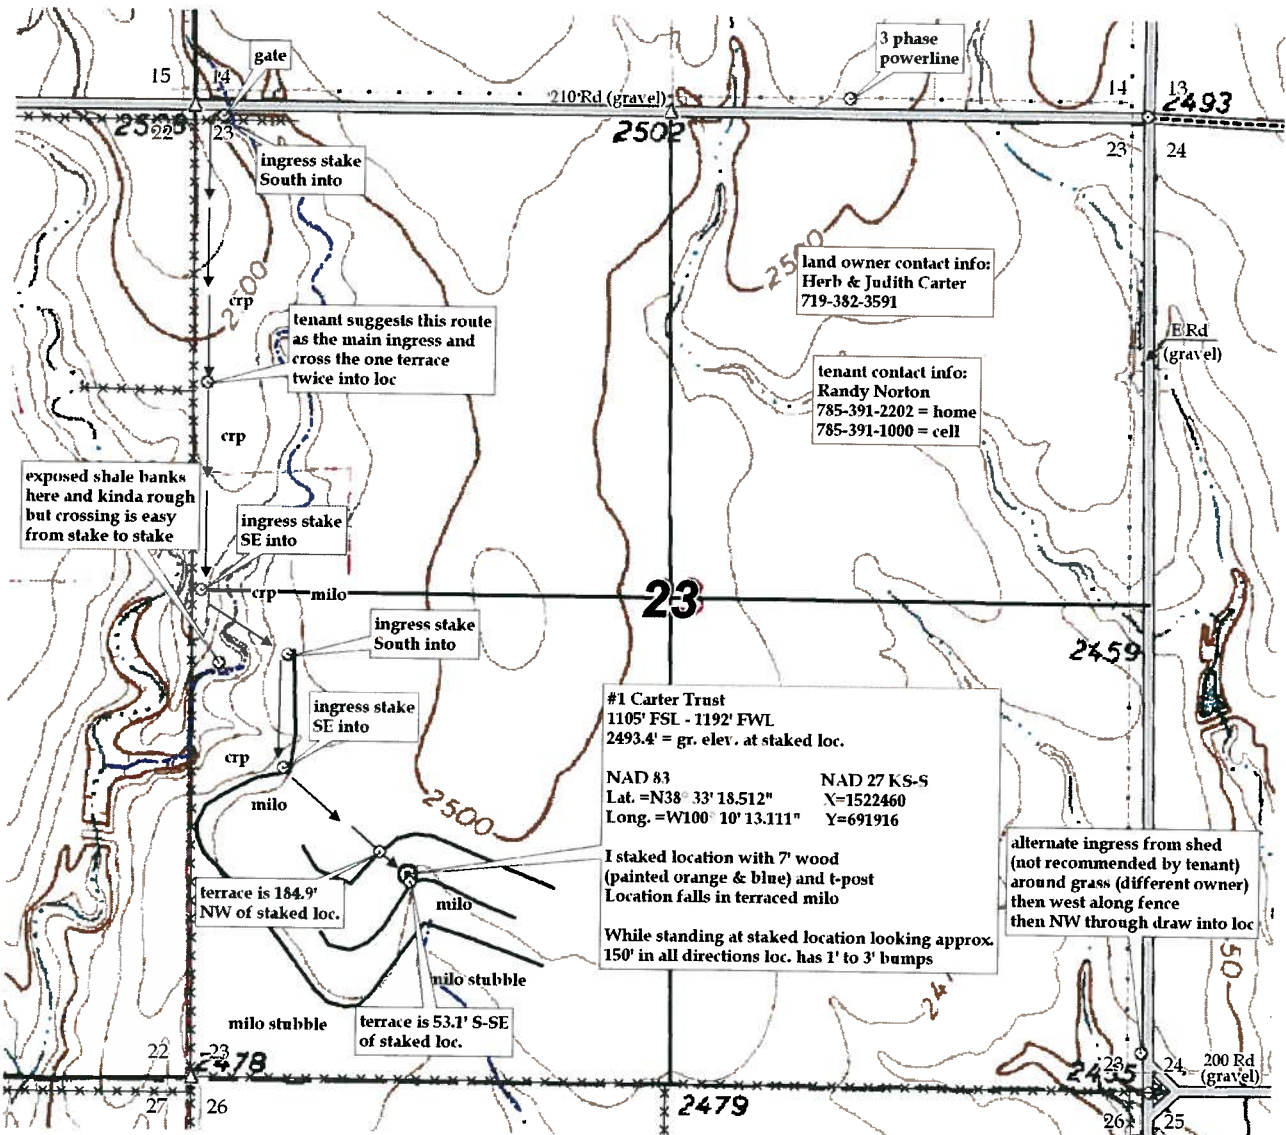 3 phase
powerline
gate
15
14
210 Rd (gravel)
14
13
2493
22
23
2502
23
24
ingress stake
South into
2500
land owner contact info:
Herb & Judith Carter
719-382-3591
crp
2500
tenant suggests this route
as the main ingress and
cross the one terrace
twice into loc
E Rd
(gravel)
tenant contact info:
Randy Norton
785-391-2202 = home
785-391-1000 = cell
crp
exposed shale banks
here and kinda rough
but crossing is easy
from stake to stake
ingress stake
SE into
crp
milo
23
ingress stake
South into
2459
ingress stake
SE into
#1 Carter Trust
1105' FSL - 1192' FWL
2493.4' = gr. elev. at staked loc.
NAD 83 NAD 27 KS-S
Lat. =N38° 33' 18.512" X=1522460
Long. =W100° 10' 13.111" Y=691916
I staked location with 7' wood
(painted orange & blue) and t-post
Location falls in terraced milo
While standing at staked location looking approx.
150' in all directions loc. has 1' to 3' bumps
crp
milo
2500
alternate ingress from shed
(not recommended by tenant)
around grass (different owner)
then west along fence
then NW through draw into loc
terrace is 184.9'
NW of staked loc.
milo
milo stubble
50
milo stubble
terrace is 53.1' S-SE
of staked loc.
22
23
2478
23
24
200 Rd
(gravel)
27
26
2479
26
25